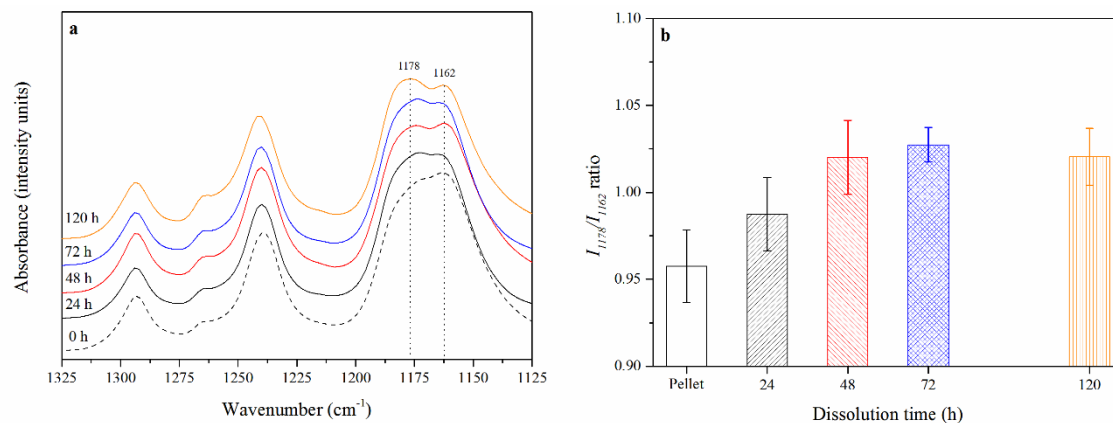 a
1178
1162
Absorbance (intensity units)
120 h
72 h
48 h
24 h
0 h
1325
1300
1275
1250
1225
1200
1175
1150
1125
Wavenumber (cm⁻¹)
b
1.10
1.05
1.00
0.95
0.90
I1178/I1162 ratio
Pellet
24
48
72
120
Dissolution time (h)